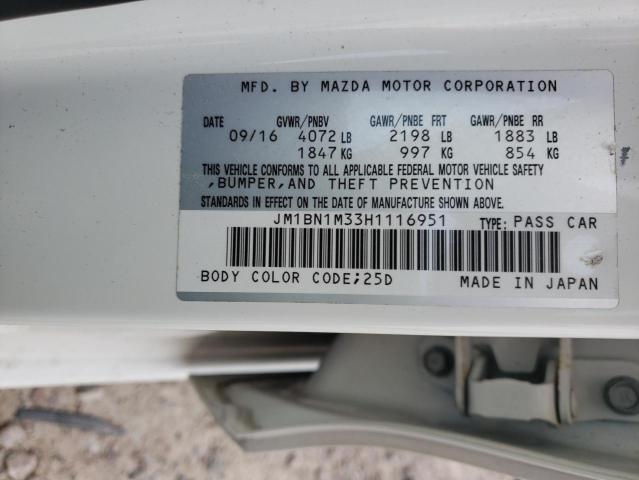 MFD. BY MAZDA MOTOR CORPORATION
DATE GVWR/PNBV GAWR/PNBE FRT GAWR/PNBE RR
09/16 4072 LB 2198 LB 1883 LB
1847 KG 997 KG 854 KG
THIS VEHICLE CONFORMS TO ALL APPLICABLE FEDERAL MOTOR VEHICLE SAFETY
,BUMPER,AND THEFT PREVENTION
STANDARDS IN EFFECT ON THE DATE OF MANUFACTURE SHOWN ABOVE.
JM1BN1M33H1116951 TYPE: PASS CAR
BODY COLOR CODE;25D MADE IN JAPAN